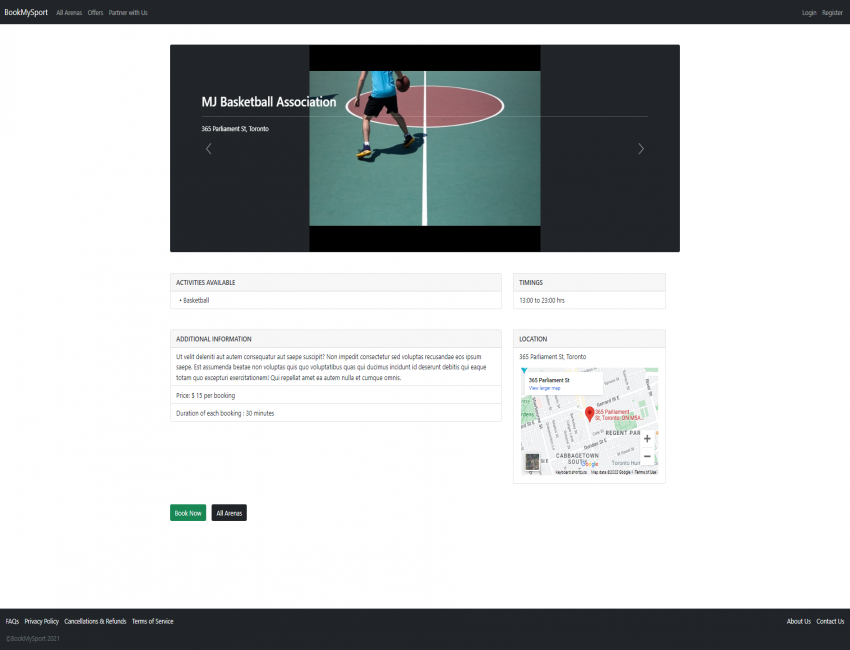 BookMySport All Arenas Offers Partner with Us Login Register
MJ Basketball Association
365 Parliament St, Toronto
ACTIVITIES AVAILABLE
• Basketball
TIMINGS
13:00 to 23:00 hrs
ADDITIONAL INFORMATION
Ut velit deleniti aut autem consequatur aut saepe suscipit? Non impedit consectetur sed voluptas recusandae eos ipsum
saepe. Est assumenda beatae non voluptas quis quo voluptatibus quas qui ducimus incidunt id deserunt debitis qui eaque
totam quo excepturi exercitationem! Qui repellat amet ea autem nulla et cumque omnis.
Price: $ 15 per booking
Duration of each booking : 30 minutes
LOCATION
365 Parliament St, Toronto
365 Parliament St
View larger map
365 Parliament
St, Toronto, ON M5A...
REGENT PAR
CABBAGETOWN
SOUTH
Google
Toronto Hum
Keyboard shortcuts Map data ©2022 Google Terms of Use
Book Now All Arenas
FAQs Privacy Policy Cancellations & Refunds Terms of Service About Us Contact Us
©BookMySport 2021